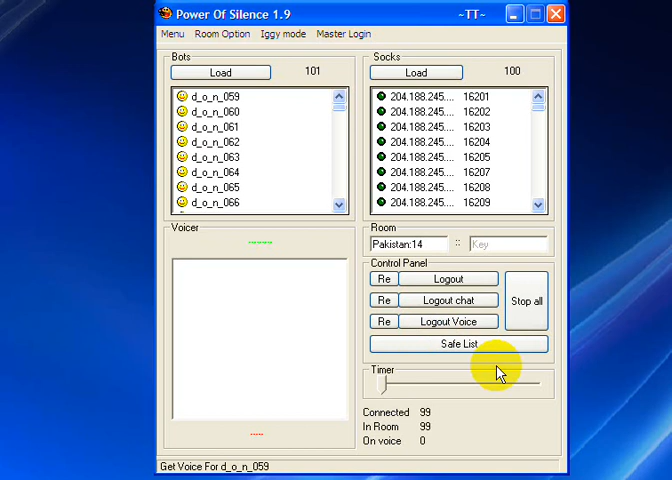 Power Of Silence 1.9 ~TT~
Menu Room Option Iggy mode Master Login
Bots
Load 101
d_o_n_059
d_o_n_060
d_o_n_061
d_o_n_062
d_o_n_063
d_o_n_064
d_o_n_065
d_o_n_066
Socks
Load 100
204.188.245.... 16201
204.188.245.... 16202
204.188.245.... 16203
204.188.245.... 16204
204.188.245.... 16205
204.188.245.... 16207
204.188.245.... 16208
204.188.245.... 16209
Voicer
--------
-----
Room
Pakistan:14 :: Key
Control Panel
Re Logout
Re Logout chat
Re Logout Voice
Stop all
Safe List
Timer
Connected 99
In Room 99
On voice 0
Get Voice For d_o_n_059